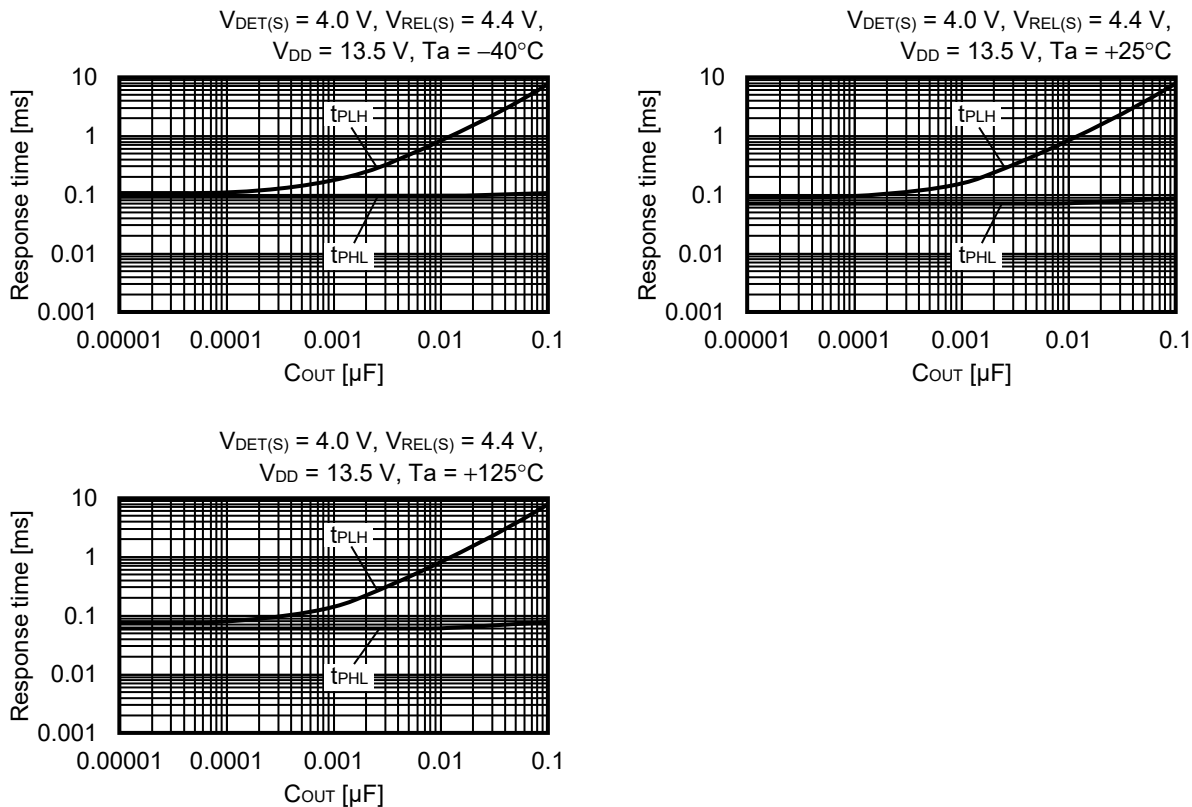 VDET(S) = 4.0 V, VREL(S) = 4.4 V,
VDD = 13.5 V, Ta = −40°C
Response time [ms]
10
1
0.1
0.01
0.001
tPLH
tPHL
0.00001 0.0001 0.001 0.01 0.1
COUT [µF]
VDET(S) = 4.0 V, VREL(S) = 4.4 V,
VDD = 13.5 V, Ta = +25°C
Response time [ms]
10
1
0.1
0.01
0.001
tPLH
tPHL
0.00001 0.0001 0.001 0.01 0.1
COUT [µF]
VDET(S) = 4.0 V, VREL(S) = 4.4 V,
VDD = 13.5 V, Ta = +125°C
Response time [ms]
10
1
0.1
0.01
0.001
tPLH
tPHL
0.00001 0.0001 0.001 0.01 0.1
COUT [µF]